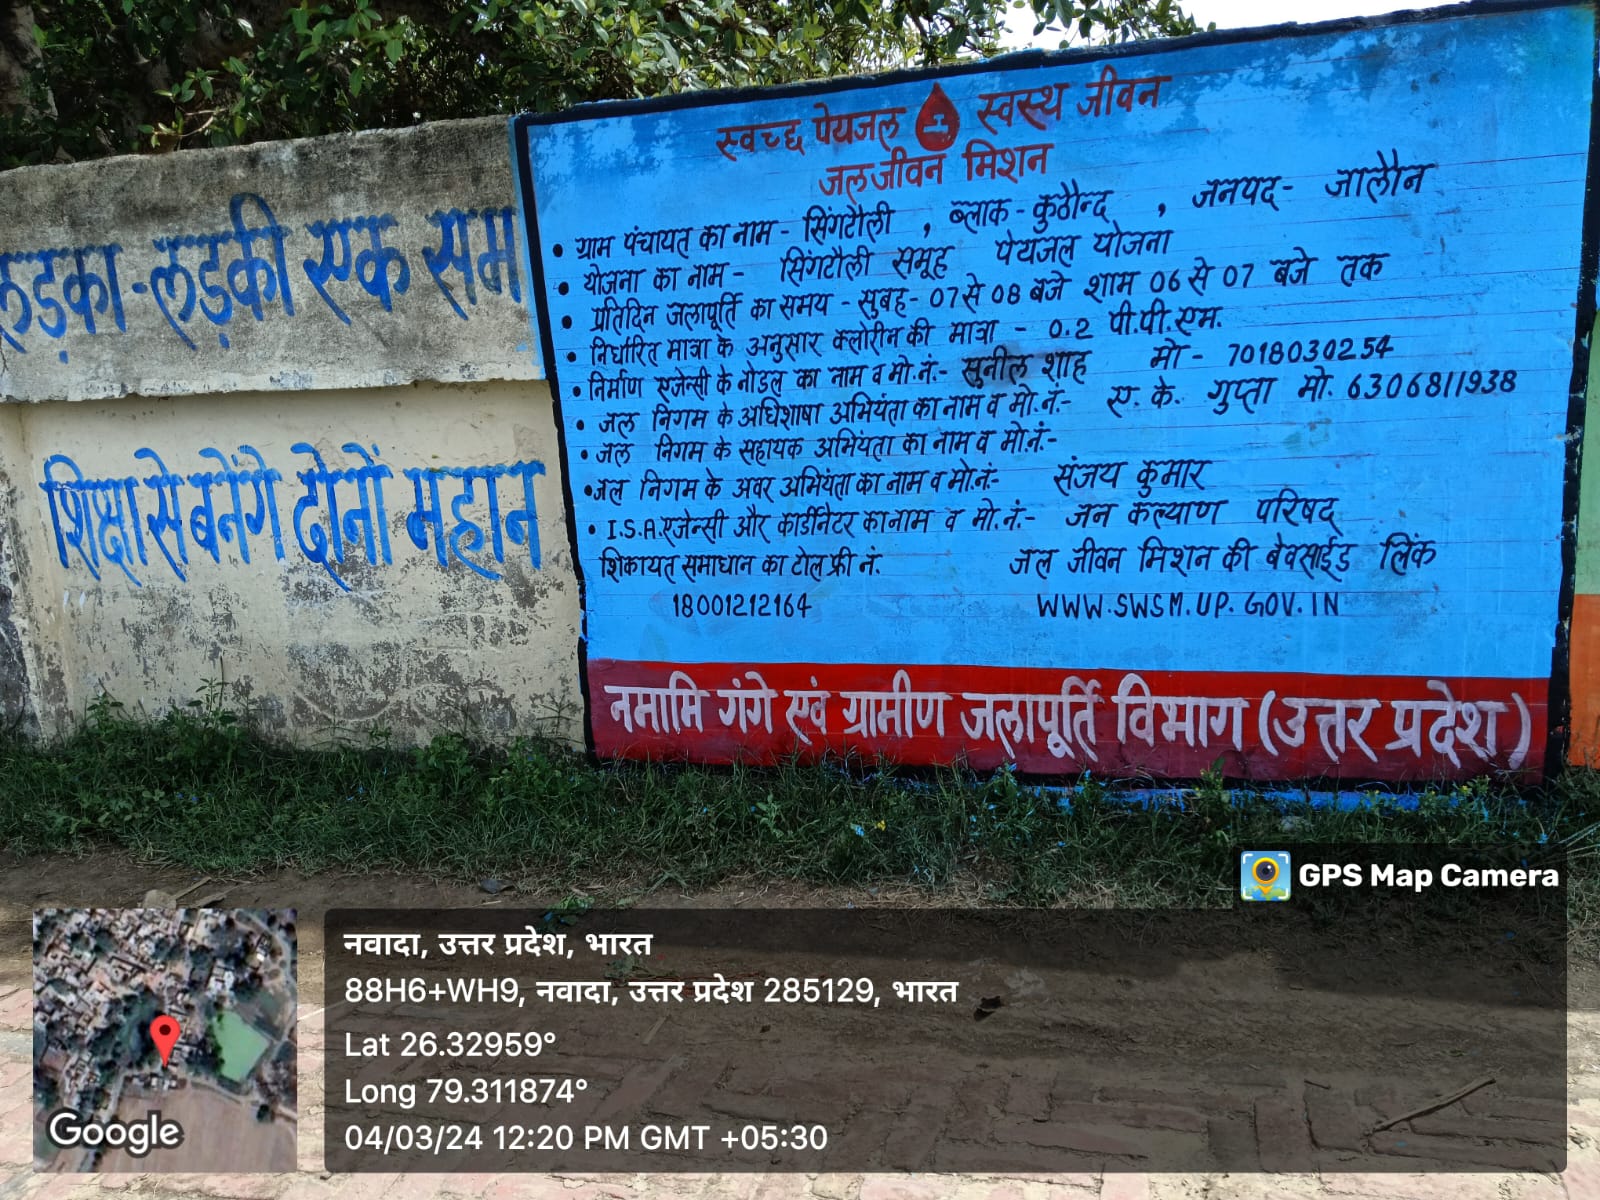 लड़का-लड़की एक सम
शिक्षा से बनेंगे दोनों महान
स्वच्छ पेयजल स्वस्थ जीवन
जलजीवन मिशन
• ग्राम पंचायत का नाम - सिंगटौली , ब्लाक - कुठौन्द , जनपद - जालौन
• योजना का नाम - सिंगटौली समूह पेयजल योजना
• प्रतिदिन जलापूर्ति का समय - सुबह - 07 से 08 बजे शाम 06 से 07 बजे तक
• निर्धारित मात्रा के अनुसार क्लोरीन की मात्रा - 0.2 पी.पी.एम.
• निर्माण एजेन्सी के नोडल का नाम व मो.नं.- सुनील शाह मो - 7018030254
• जल निगम के अधिशाषा अभियंता का नाम व मो.नं.- ए. के. गुप्ता मो. 6306811938
• जल निगम के सहायक अभियंता का नाम व मो.नं.-
• जल निगम के अवर अभियंता का नाम व मो.नं- संजय कुमार
• I.S.A. एजेन्सी और कार्डीनेटर का नाम व मो.नं.- जन कल्याण परिषद्
शिकायत समाधान का टोल फ्री नं. जल जीवन मिशन की बेवसाईड लिंक
18001212164 WWW.SWSM.UP.GOV.IN
नमामि गंगे एवं ग्रामीण जलापूर्ति विभाग (उत्तर प्रदेश)
GPS Map Camera
नवादा, उत्तर प्रदेश, भारत
88H6+WH9, नवादा, उत्तर प्रदेश 285129, भारत
Lat 26.32959°
Long 79.311874°
04/03/24 12:20 PM GMT +05:30
Google